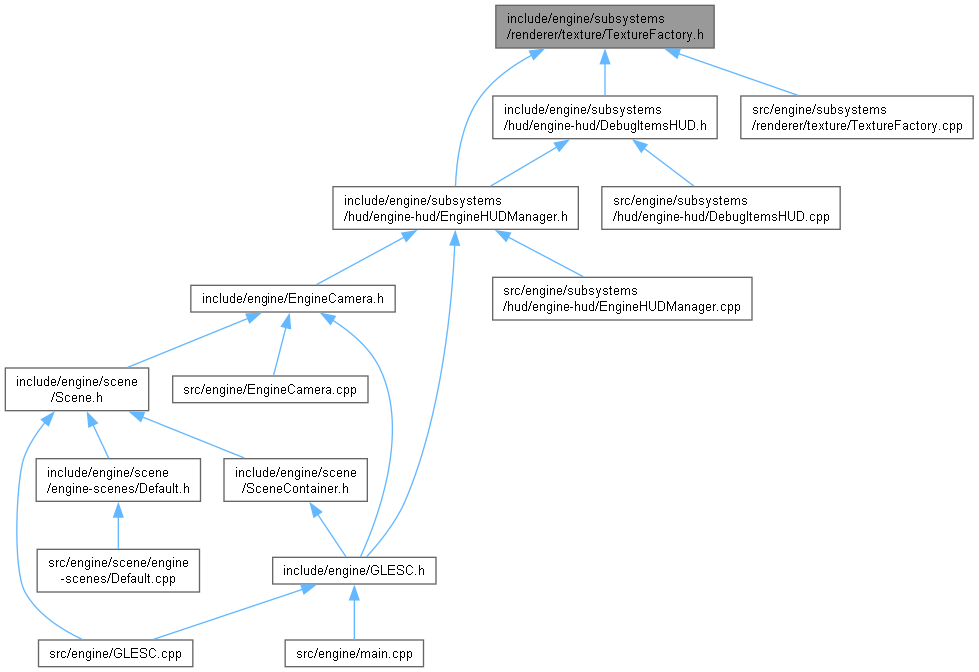 include/engine/subsystems
/renderer/texture/TextureFactory.h
include/engine/subsystems
/hud/engine-hud/DebugItemsHUD.h
src/engine/subsystems
/renderer/texture/TextureFactory.cpp
include/engine/subsystems
/hud/engine-hud/EngineHUDManager.h
src/engine/subsystems
/hud/engine-hud/DebugItemsHUD.cpp
include/engine/EngineCamera.h
src/engine/subsystems
/hud/engine-hud/EngineHUDManager.cpp
include/engine/scene
/Scene.h
src/engine/EngineCamera.cpp
include/engine/scene
/engine-scenes/Default.h
include/engine/scene
/SceneContainer.h
src/engine/scene/engine
-scenes/Default.cpp
include/engine/GLESC.h
src/engine/GLESC.cpp
src/engine/main.cpp